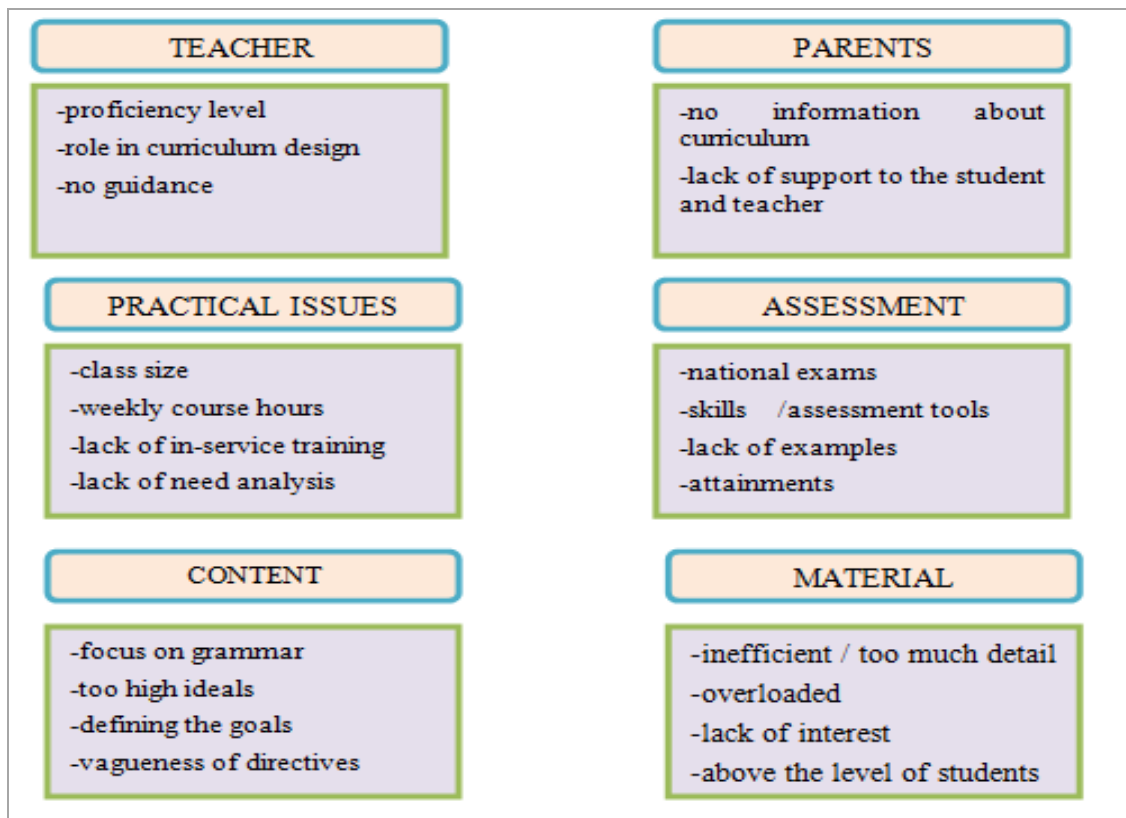 TEACHER
-proficiency level
-role in curriculum design
-no guidance
PARENTS
-no information about
curriculum
-lack of support to the student
and teacher
PRACTICAL ISSUES
-class size
-weekly course hours
-lack of in-service training
-lack of need analysis
ASSESSMENT
-national exams
-skills /assessment tools
-lack of examples
-attainments
CONTENT
-focus on grammar
-too high ideals
-defining the goals
-vagueness of directives
MATERIAL
-inefficient / too much detail
-overloaded
-lack of interest
-above the level of students